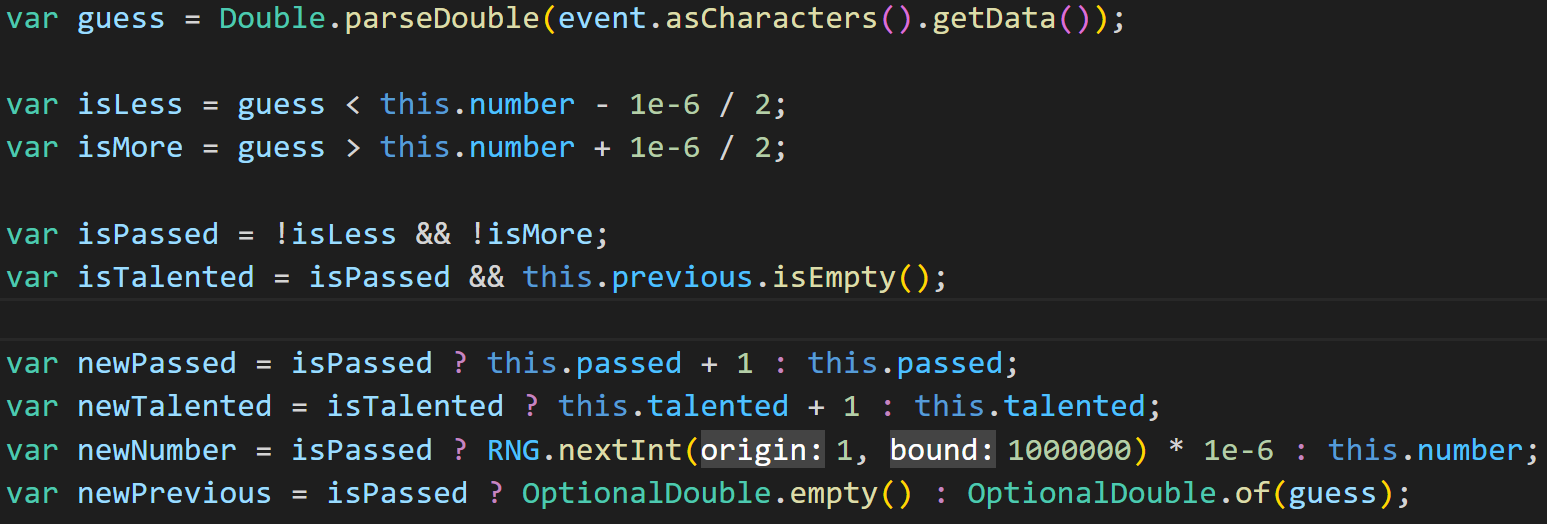 var guess = Double.parseDouble(event.asCharacters().getData());
var isLess = guess < this.number - 1e-6 / 2;
var isMore = guess > this.number + 1e-6 / 2;
var isPassed = !isLess && !isMore;
var isTalented = isPassed && this.previous.isEmpty();
var newPassed = isPassed ? this.passed + 1 : this.passed;
var newTalented = isTalented ? this.talented + 1 : this.talented;
var newNumber = isPassed ? RNG.nextInt(origin: 1, bound: 1000000) * 1e-6 : this.number;
var newPrevious = isPassed ? OptionalDouble.empty() : OptionalDouble.of(guess);